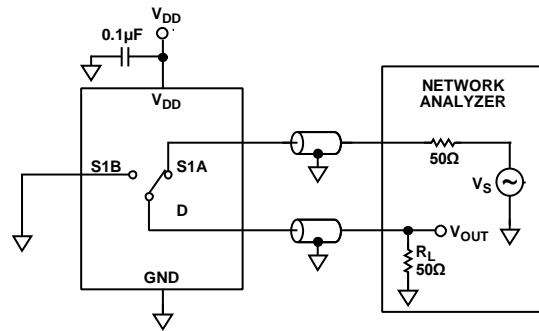 VDD
0.1µF
VDD
NETWORK
ANALYZER
S1B
S1A
50Ω
VS
D
VOUT
RL
50Ω
GND